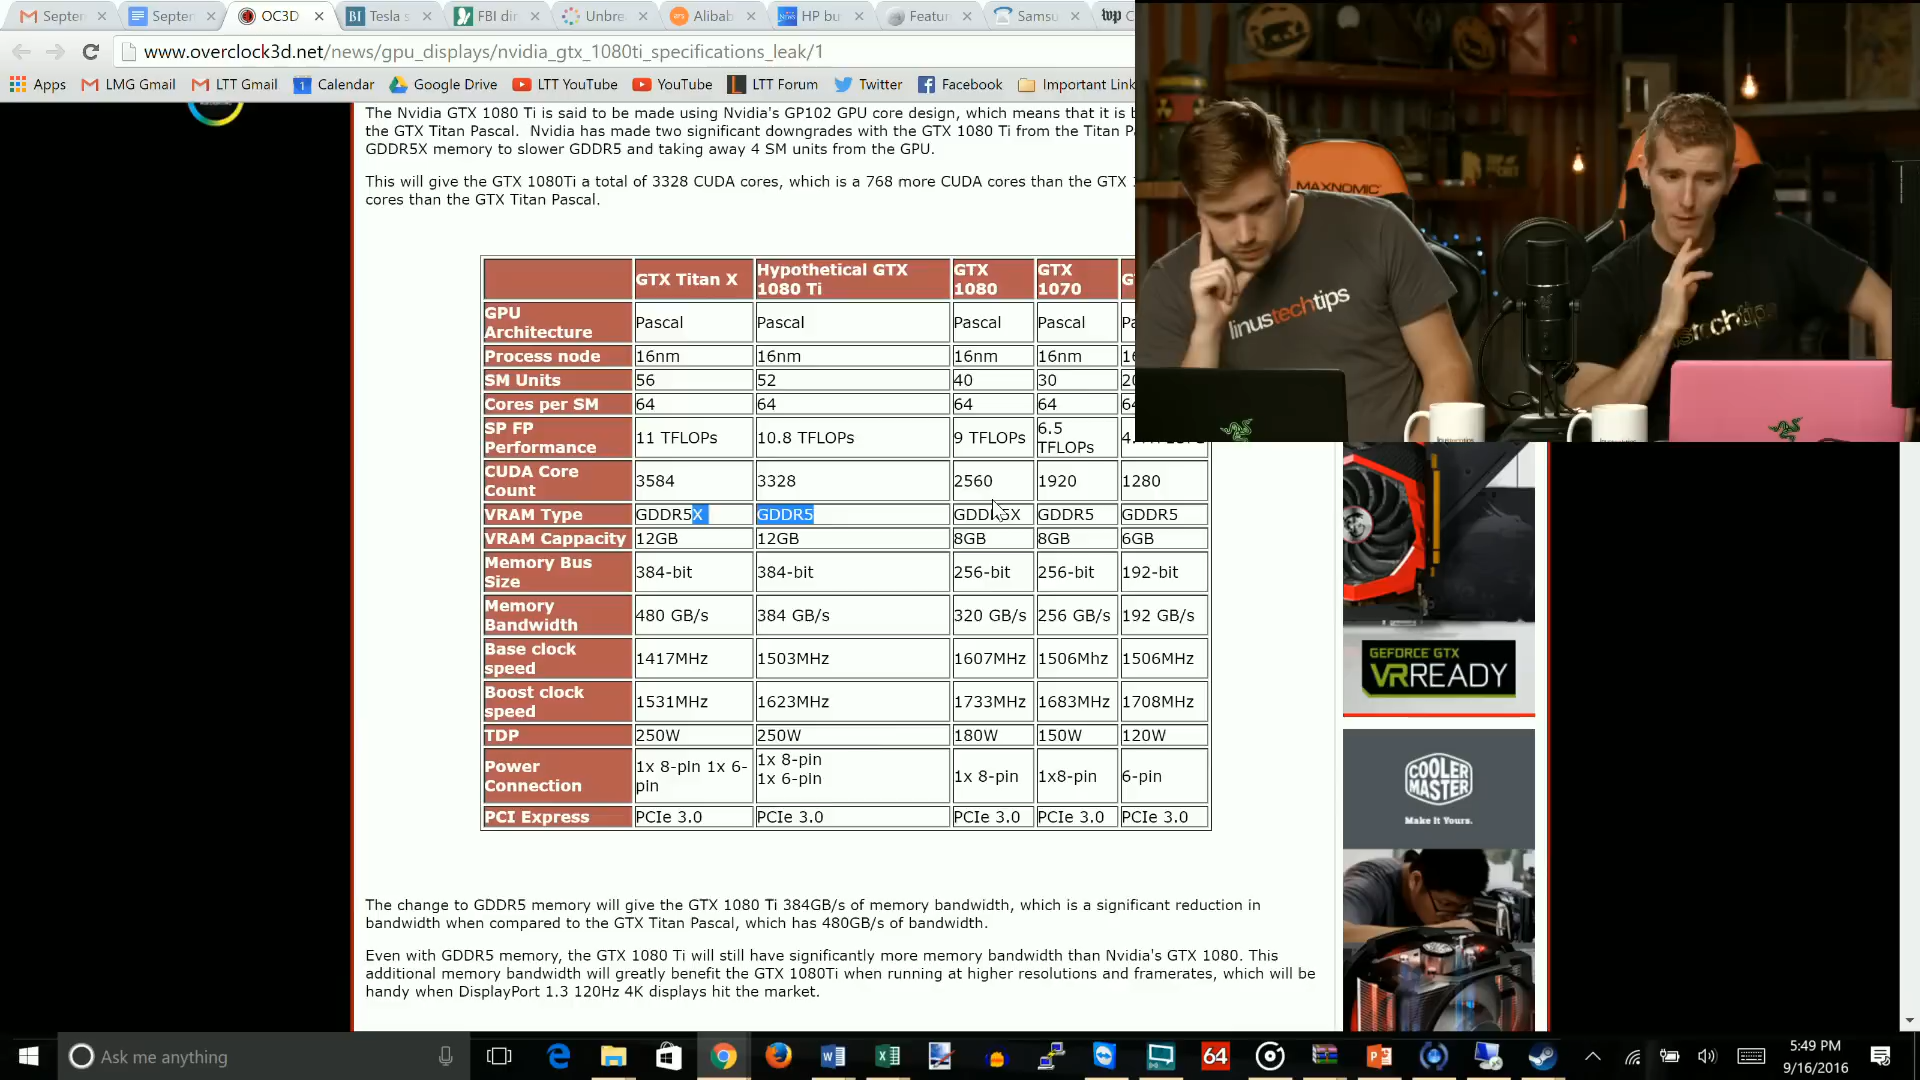 Septem
Septem
OC3D
Tesla s
FBI dir
Unbre
Alibab
HP bu
Featur
Samsu
www.overclock3d.net/news/gpu_displays/nvidia_gtx_1080ti_specifications_leak/1
Apps LMG Gmail LTT Gmail Calendar Google Drive LTT YouTube YouTube LTT Forum Twitter Facebook Important Link
The Nvidia GTX 1080 Ti is said to be made using Nvidia's GP102 GPU core design, which means that it is b
the GTX Titan Pascal. Nvidia has made two significant downgrades with the GTX 1080 Ti from the Titan P
GDDR5X memory to slower GDDR5 and taking away 4 SM units from the GPU.
This will give the GTX 1080Ti a total of 3328 CUDA cores, which is a 768 more CUDA cores than the GTX
cores than the GTX Titan Pascal.
GTX Titan X
Hypothetical GTX
1080 Ti
GTX
1080
GTX
1070
GPU
Architecture
Pascal Pascal Pascal Pascal
Process node 16nm 16nm 16nm 16nm
SM Units 56 52 40 30
Cores per SM 64 64 64 64
SP FP
Performance
11 TFLOPs 10.8 TFLOPs 9 TFLOPs
6.5
TFLOPs
CUDA Core
Count
3584 3328 2560 1920 1280
VRAM Type GDDR5X GDDR5 GDDR5X GDDR5 GDDR5
VRAM Cappacity 12GB 12GB 8GB 8GB 6GB
Memory Bus
Size
384-bit 384-bit 256-bit 256-bit 192-bit
Memory
Bandwidth
480 GB/s 384 GB/s 320 GB/s 256 GB/s 192 GB/s
Base clock
speed
1417MHz 1503MHz 1607MHz 1506Mhz 1506MHz
Boost clock
speed
1531MHz 1623MHz 1733MHz 1683MHz 1708MHz
TDP 250W 250W 180W 150W 120W
Power
Connection
1x 8-pin 1x 6-
pin
1x 8-pin
1x 6-pin
1x 8-pin 1x8-pin 6-pin
PCI Express PCIe 3.0 PCIe 3.0 PCIe 3.0 PCIe 3.0 PCIe 3.0
The change to GDDR5 memory will give the GTX 1080 Ti 384GB/s of memory bandwidth, which is a significant reduction in
bandwidth when compared to the GTX Titan Pascal, which has 480GB/s of bandwidth.
Even with GDDR5 memory, the GTX 1080 Ti will still have significantly more memory bandwidth than Nvidia's GTX 1080. This
additional memory bandwidth will greatly benefit the GTX 1080Ti when running at higher resolutions and framerates, which will be
handy when DisplayPort 1.3 120Hz 4K displays hit the market.
MAXNOMIC
linustechtips
GEFORCE GTX
VRREADY
COOLER
MASTER
Make It Yours.
Ask me anything
64
5:49 PM
9/16/2016